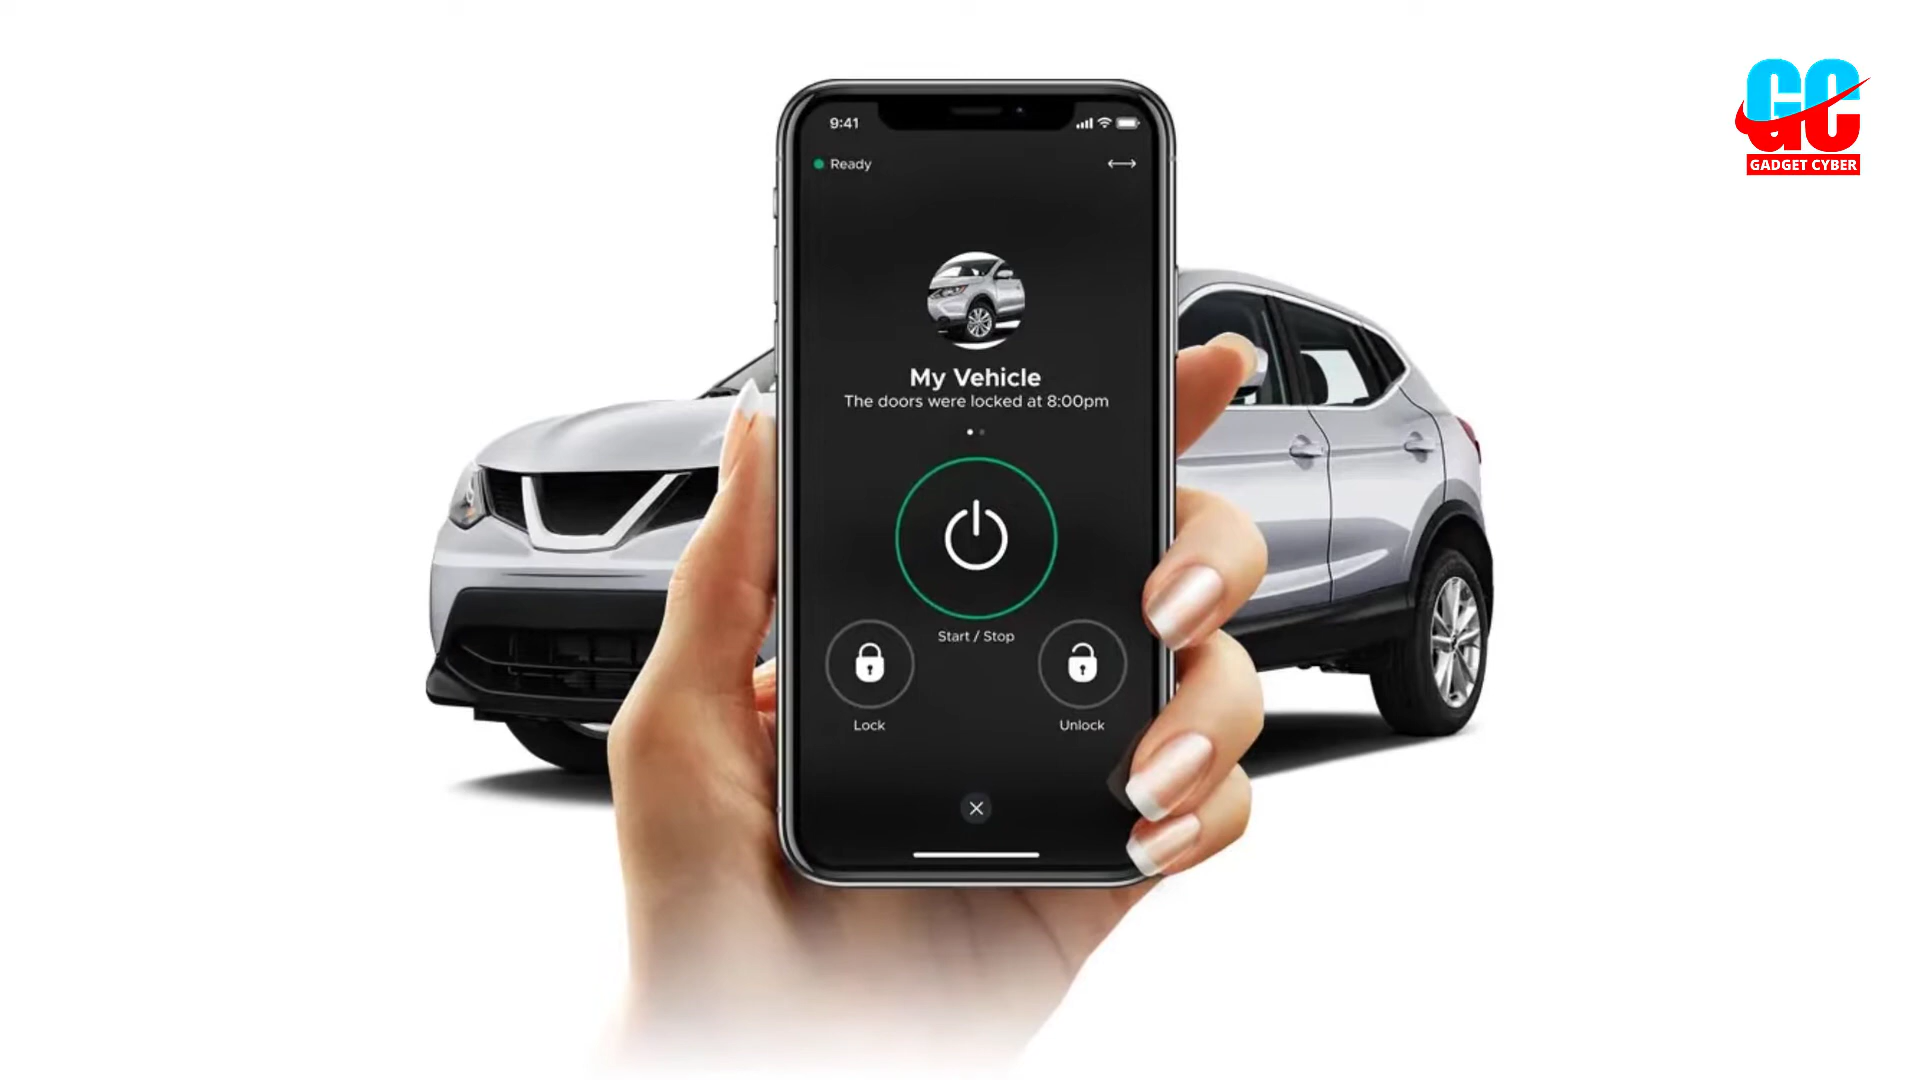 9:41
Ready
My Vehicle
The doors were locked at 8:00pm
Start / Stop
Lock
Unlock
GC
GADGET CYBER